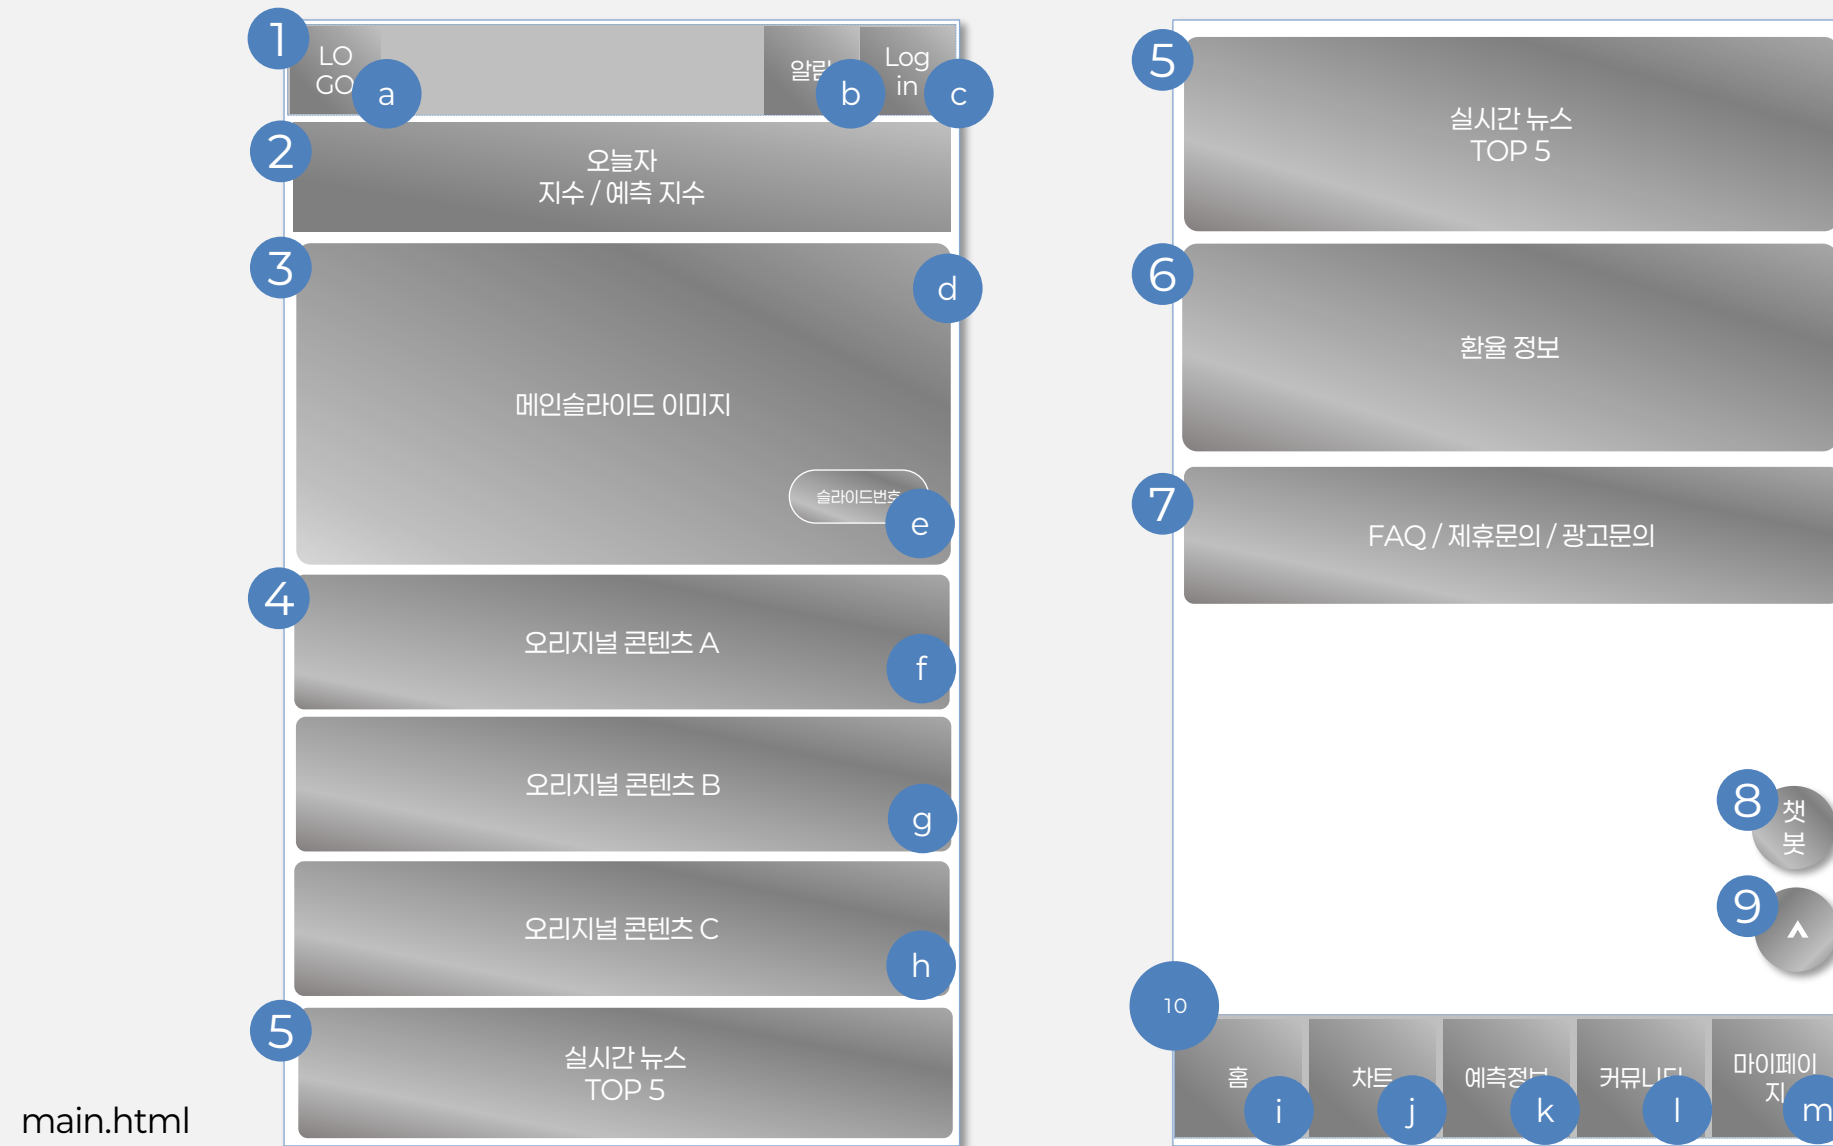 1
LO
GO
a
b
Log
in
c
2
오늘자
지수 / 예측 지수
3
d
메인슬라이드 이미지
e
4
오리지널 콘텐츠 A
f
오리지널 콘텐츠 B
g
오리지널 콘텐츠 C
h
5
실시간 뉴스
TOP 5
main.html
5
실시간 뉴스
TOP 5
6
환율 정보
7
FAQ / 제휴문의 / 광고문의
8
챗
봇
9
^
10
홈
i
차트
j
k
l
마이페이
지
m